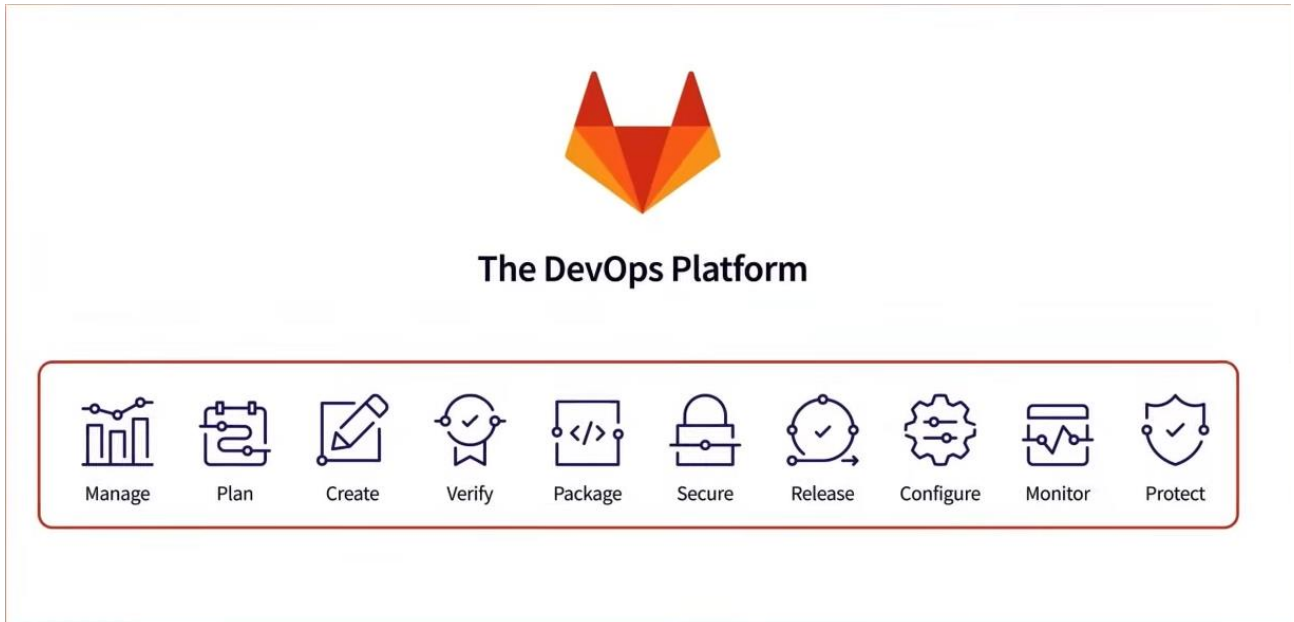 The DevOps Platform
Manage Plan Create Verify Package Secure Release Configure Monitor Protect